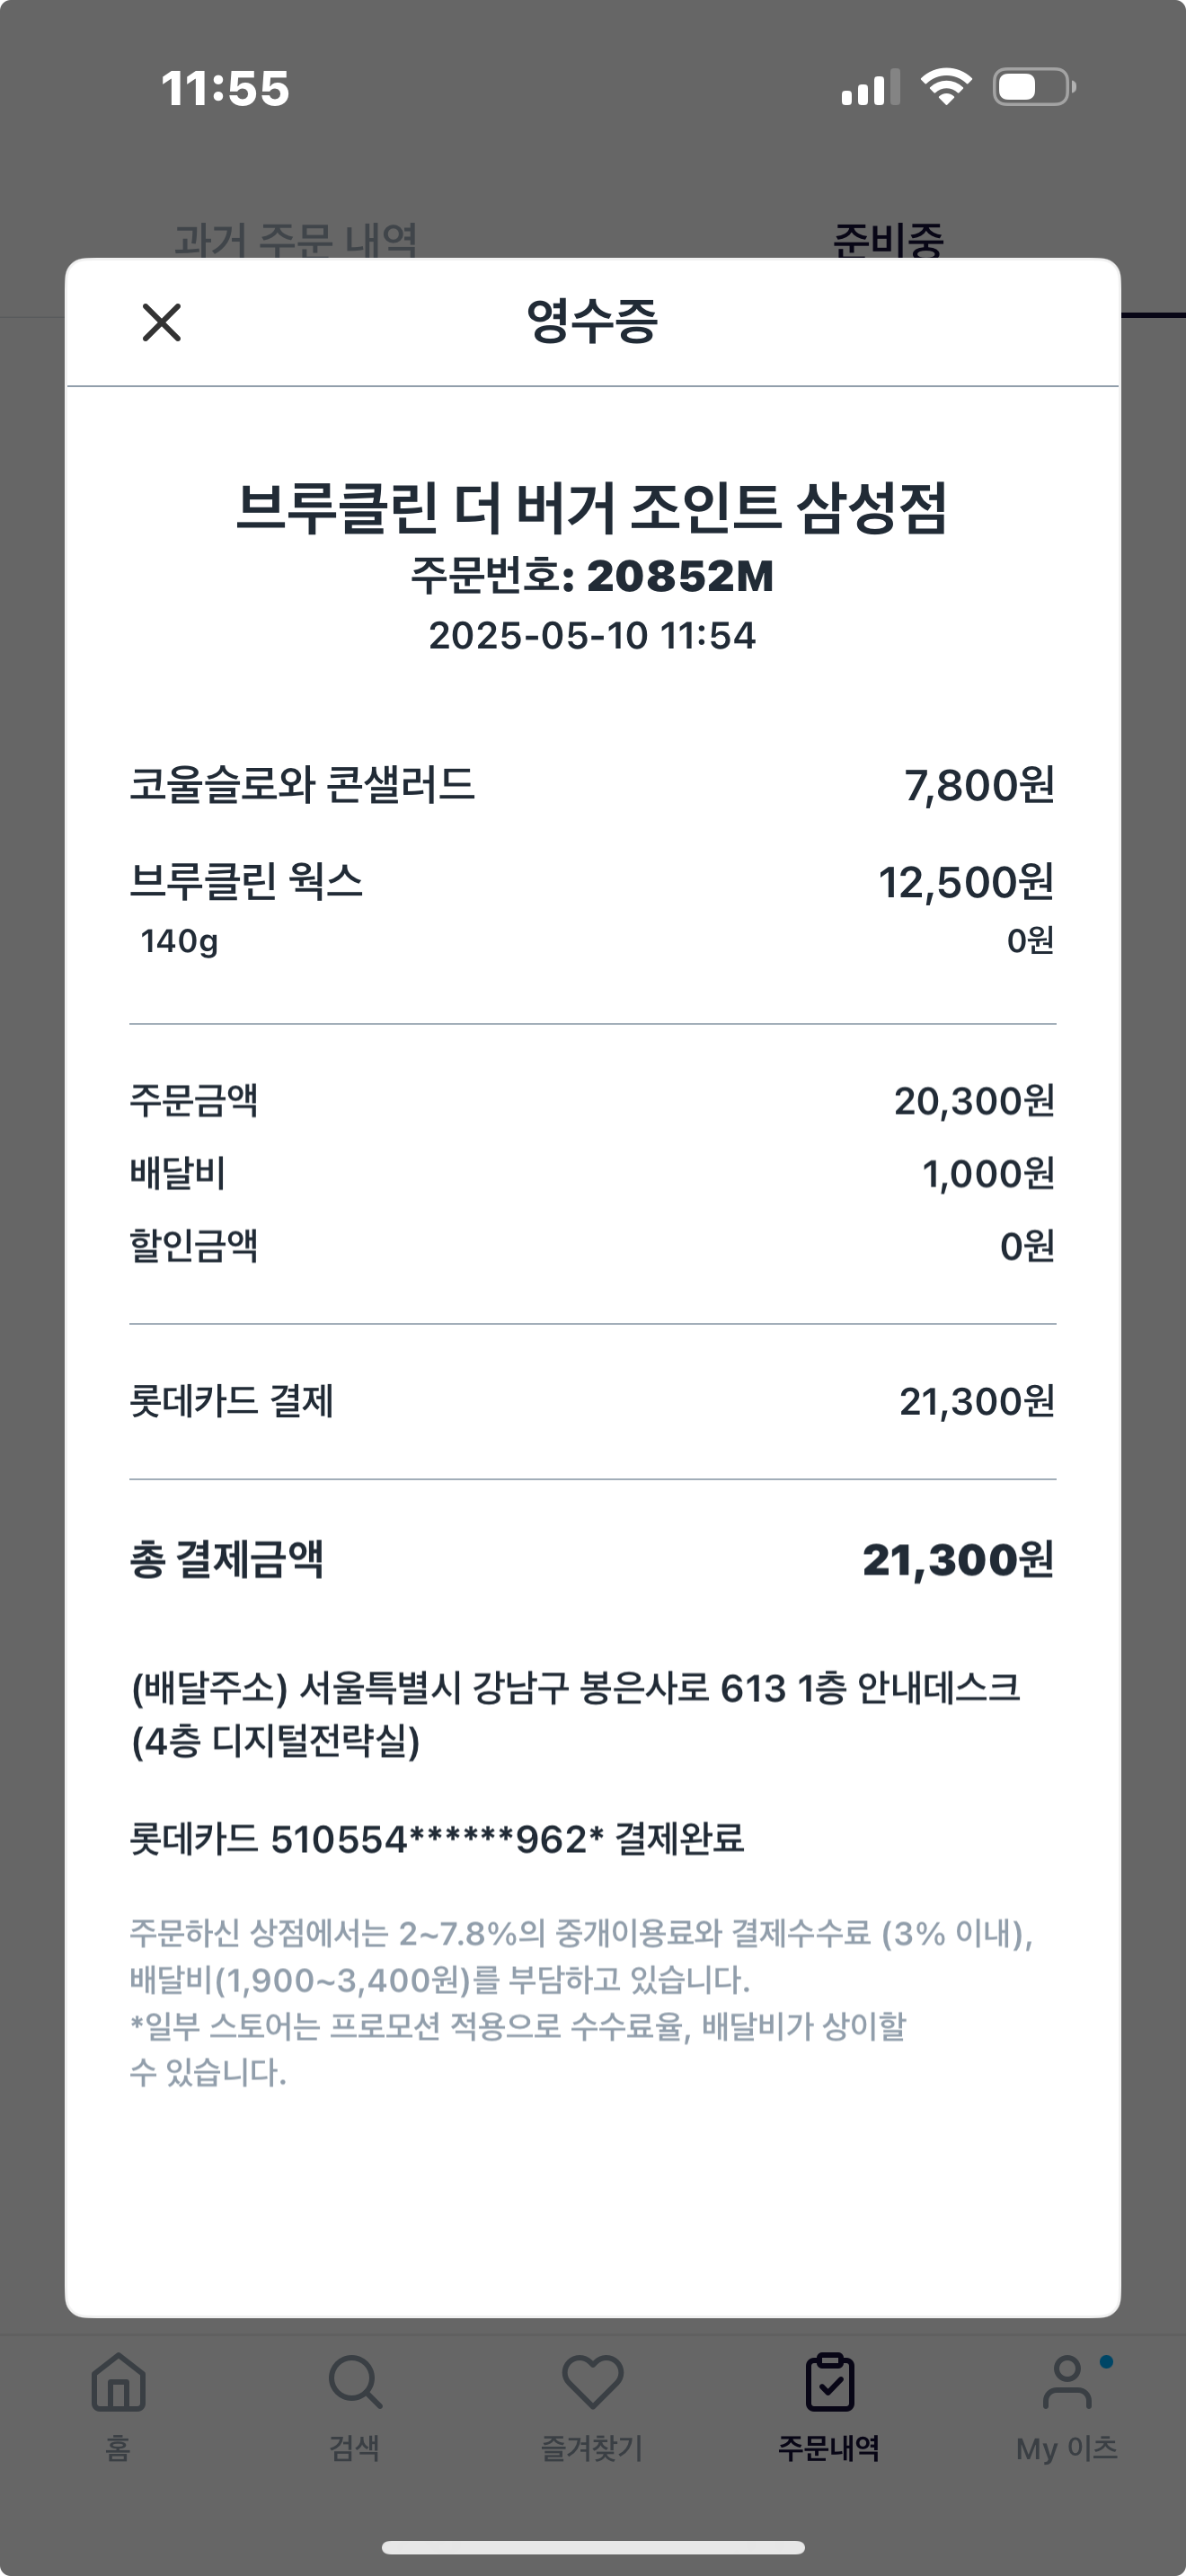 11:55
과거 주문 내역
준비중
영수증
브루클린 더 버거 조인트 삼성점
주문번호: 20852M
2025-05-10 11:54
코울슬로와 콘샐러드 7,800원
브루클린 웍스 12,500원
140g 0원
주문금액 20,300원
배달비 1,000원
할인금액 0원
롯데카드 결제 21,300원
총 결제금액 21,300원
(배달주소) 서울특별시 강남구 봉은사로 613 1층 안내데스크
(4층 디지털전략실)
롯데카드 510554******962* 결제완료
주문하신 상점에서는 2~7.8%의 중개이용료와 결제수수료 (3% 이내),
배달비(1,900~3,400원)를 부담하고 있습니다.
*일부 스토어는 프로모션 적용으로 수수료율, 배달비가 상이할
수 있습니다.
홈 검색 즐겨찾기 주문내역 My 이츠